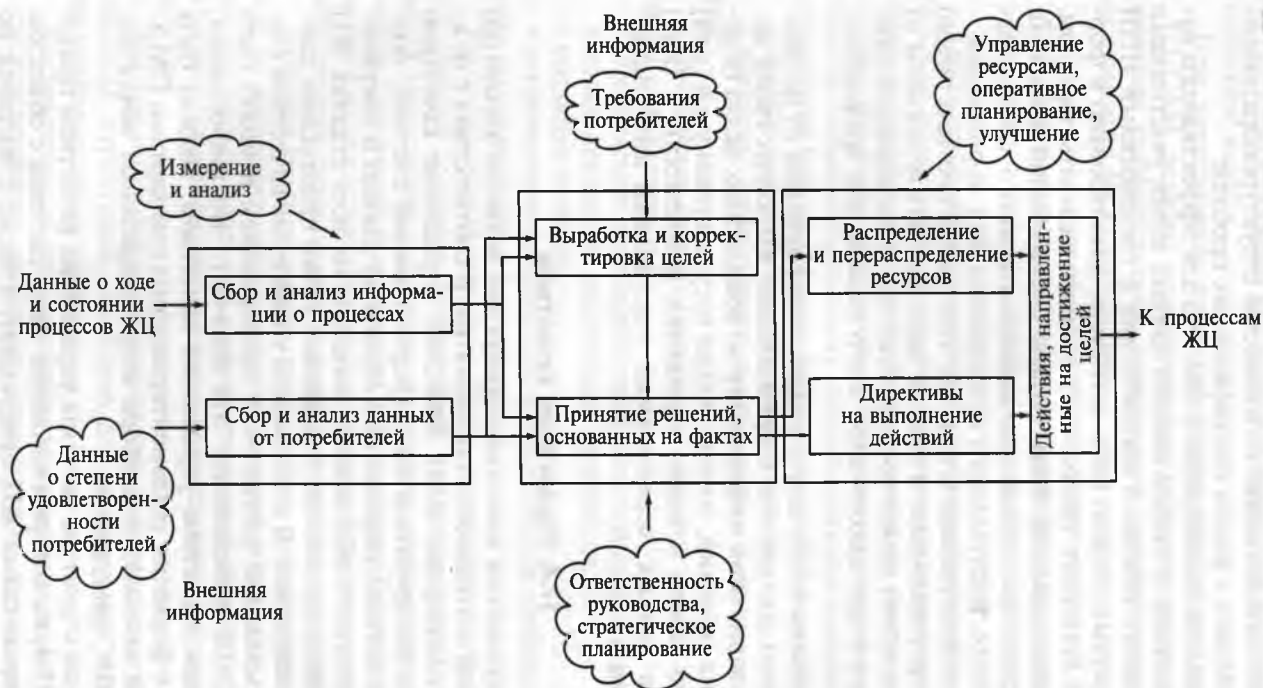 Внешняя
информация
Требования
потребителей
Управление
ресурсами,
оперативное
планирование,
улучшение
Измерение
и анализ
Данные о ходе
и состоянии
процессов ЖЦ
Сбор и анализ информа-
ции о процессах
Сбор и анализ данных
от потребителей
Данные
о степени
удовлетворен-
ности
потребителей
Внешняя
информация
Выработка и коррек-
тировка целей
Принятие решений,
основанных на фактах
Ответственность
руководства,
стратегическое
планирование
Распределение
и перераспределение
ресурсов
Директивы
на выполнение
действий
Действия, направлен-
ные на достижение
целей
К процессам
ЖЦ